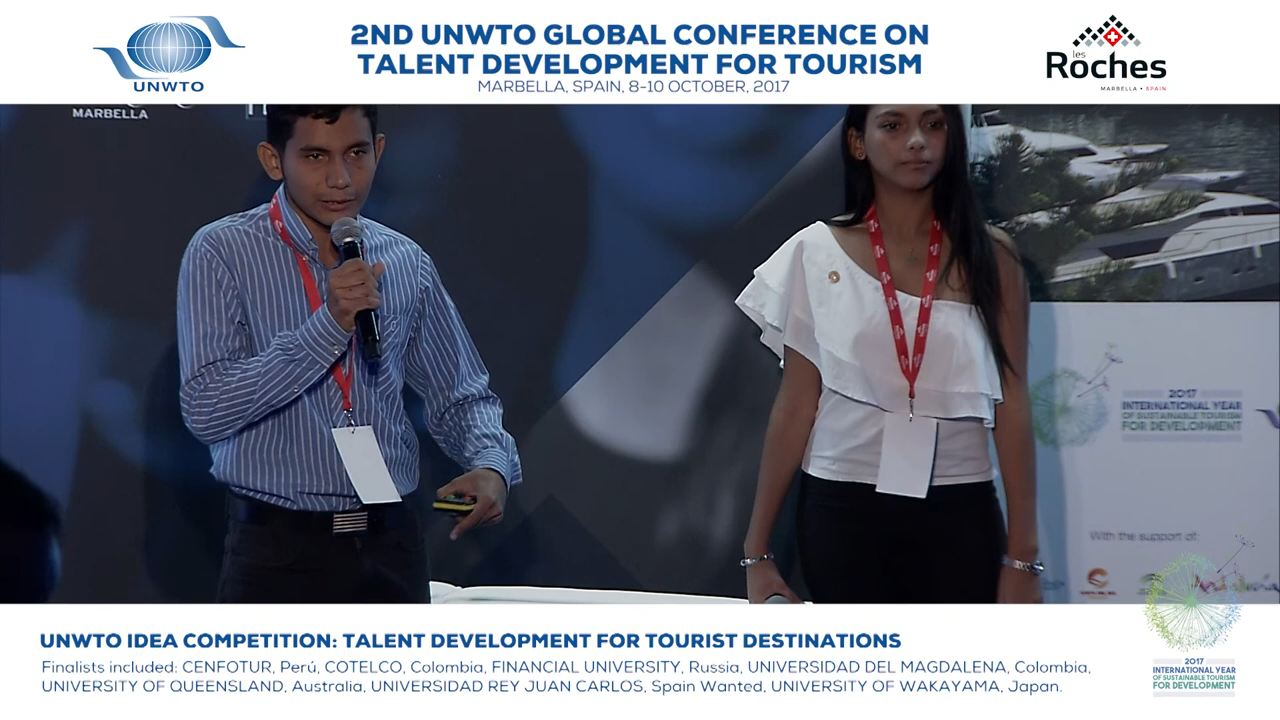 2ND UNWTO GLOBAL CONFERENCE ON
TALENT DEVELOPMENT FOR TOURISM
MARBELLA, SPAIN, 8-10 OCTOBER, 2017
UNWTO
les
Roches
MARBELLA • SPAIN
MARBELLA
2017
INTERNATIONAL YEAR
OF SUSTAINABLE TOURISM
FOR DEVELOPMENT
With the support of:
UNWTO IDEA COMPETITION: TALENT DEVELOPMENT FOR TOURIST DESTINATIONS
Finalists included: CENFOTUR, Perú, COTELCO, Colombia, FINANCIAL UNIVERSITY, Russia, UNIVERSIDAD DEL MAGDALENA, Colombia,
UNIVERSITY OF QUEENSLAND, Australia, UNIVERSIDAD REY JUAN CARLOS, Spain Wanted, UNIVERSITY OF WAKAYAMA, Japan.
2017
INTERNATIONAL YEAR
OF SUSTAINABLE TOURISM
FOR DEVELOPMENT